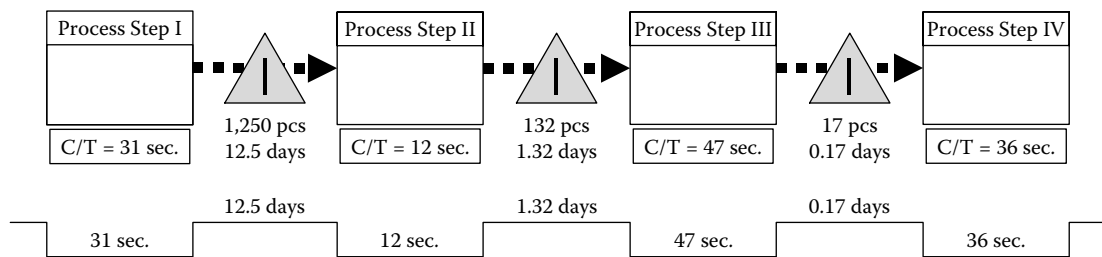 Process Step I
Process Step II
Process Step III
Process Step IV
I
I
I
1,250 pcs
12.5 days
132 pcs
1.32 days
17 pcs
0.17 days
C/T = 31 sec.
C/T = 12 sec.
C/T = 47 sec.
C/T = 36 sec.
12.5 days
1.32 days
0.17 days
31 sec.
12 sec.
47 sec.
36 sec.